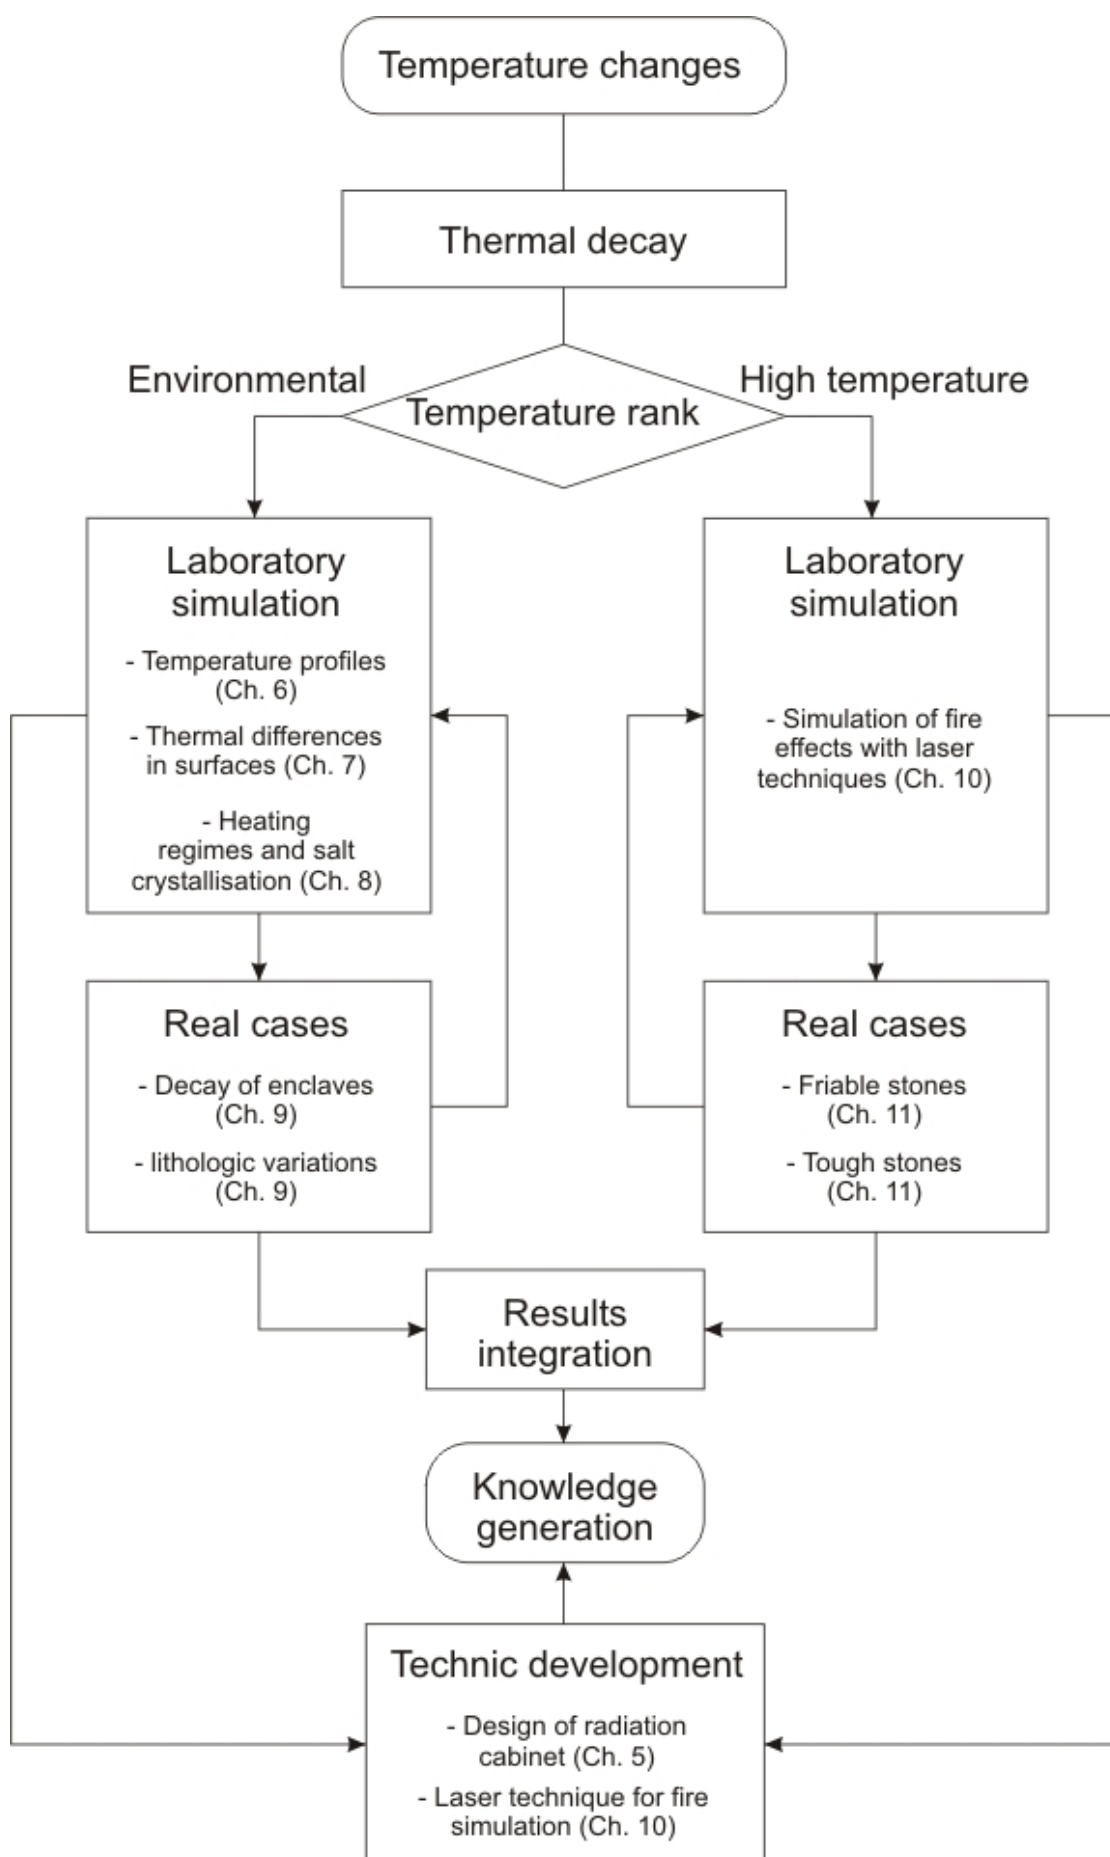 Temperature changes
Thermal decay
Environmental
High temperature
Temperature rank
Laboratory
simulation
- Temperature profiles
(Ch. 6)
- Thermal differences
in surfaces (Ch. 7)
- Heating
regimes and salt
crystallisation (Ch. 8)
Laboratory
simulation
- Simulation of fire
effects with laser
techniques (Ch. 10)
Real cases
- Decay of enclaves
(Ch. 9)
- lithologic variations
(Ch. 9)
Real cases
- Friable stones
(Ch. 11)
- Tough stones
(Ch. 11)
Results
integration
Knowledge
generation
Technic development
- Design of radiation
cabinet (Ch. 5)
- Laser technique for fire
simulation (Ch. 10)